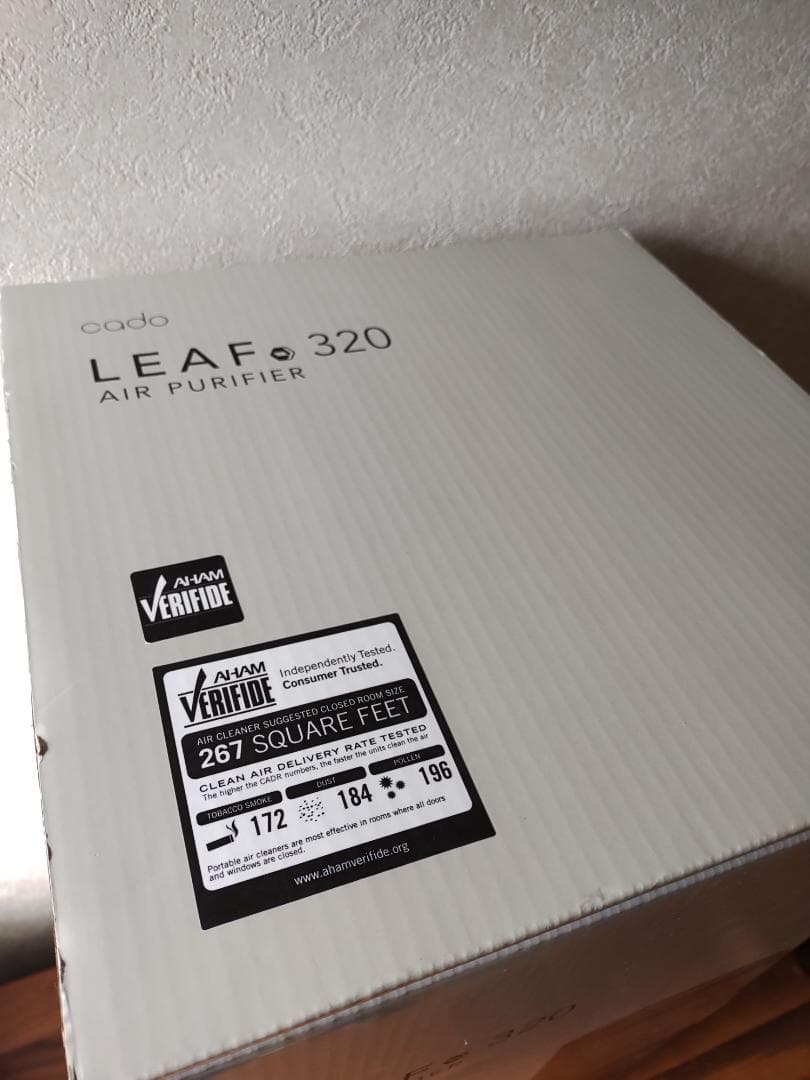 cado
LEAF 320
AIR PURIFIER
AHAM
VERIFIDE
AHAM
VERIFIDE
Independently Tested.
Consumer Trusted.
AIR CLEANER SUGGESTED CLOSED ROOM SIZE
267 SQUARE FEET
CLEAN AIR DELIVERY RATE TESTED
The higher the CADR numbers, the faster the units clean the air
TOBACCO SMOKE DUST POLLEN
172 184 196
Portable air cleaners are most effective in rooms where all doors
and windows are closed.
www.ahamverifide.org
320